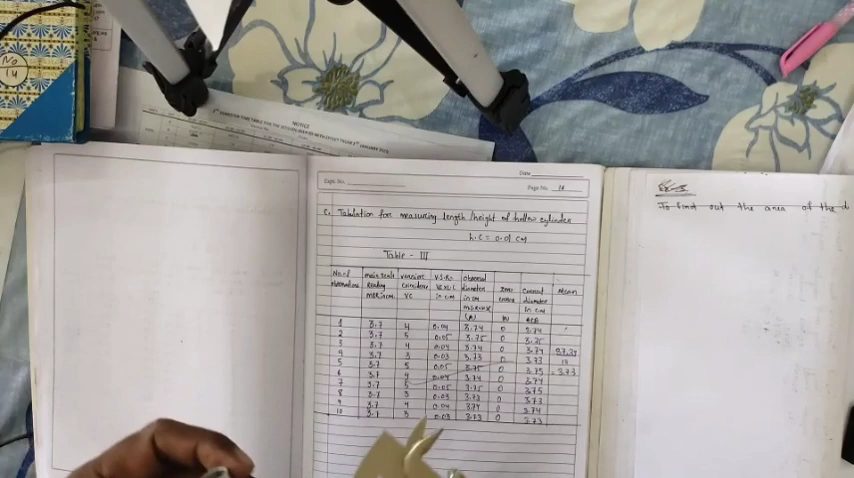 No
14
NOTICE
Date
Expt. No.
Page No. 18
C. Tabulation for measuring length/height of hollow cylinder
L.C = 0.01 cm
Table - III
No. of observations | main scale Reading MSR in cm | vernier coincidence VC | V.S.R = VC x L.C in cm | observed diameter in cm | zero error | Correct diameter in cm | Mean
1 3.7 4 0.04 3.74 0 3.74
2 3.7 5 0.05 3.75 0 3.75
3 3.7 4 0.04 3.74 0 3.74 37.39
4 3.7 3 0.03 3.73 0 3.73 10
5 3.7 5 0.05 3.75 0 3.75 = 3.73
6 3.7 4 0.04 3.74 0 3.74
7 3.7 5 0.05 3.75 0 3.75
8 3.7 3 0.03 3.73 0 3.73
9 3.7 4 0.04 3.74 0 3.74
10 3.7 3 0.03 3.73 0 3.73
To find out the area of the d